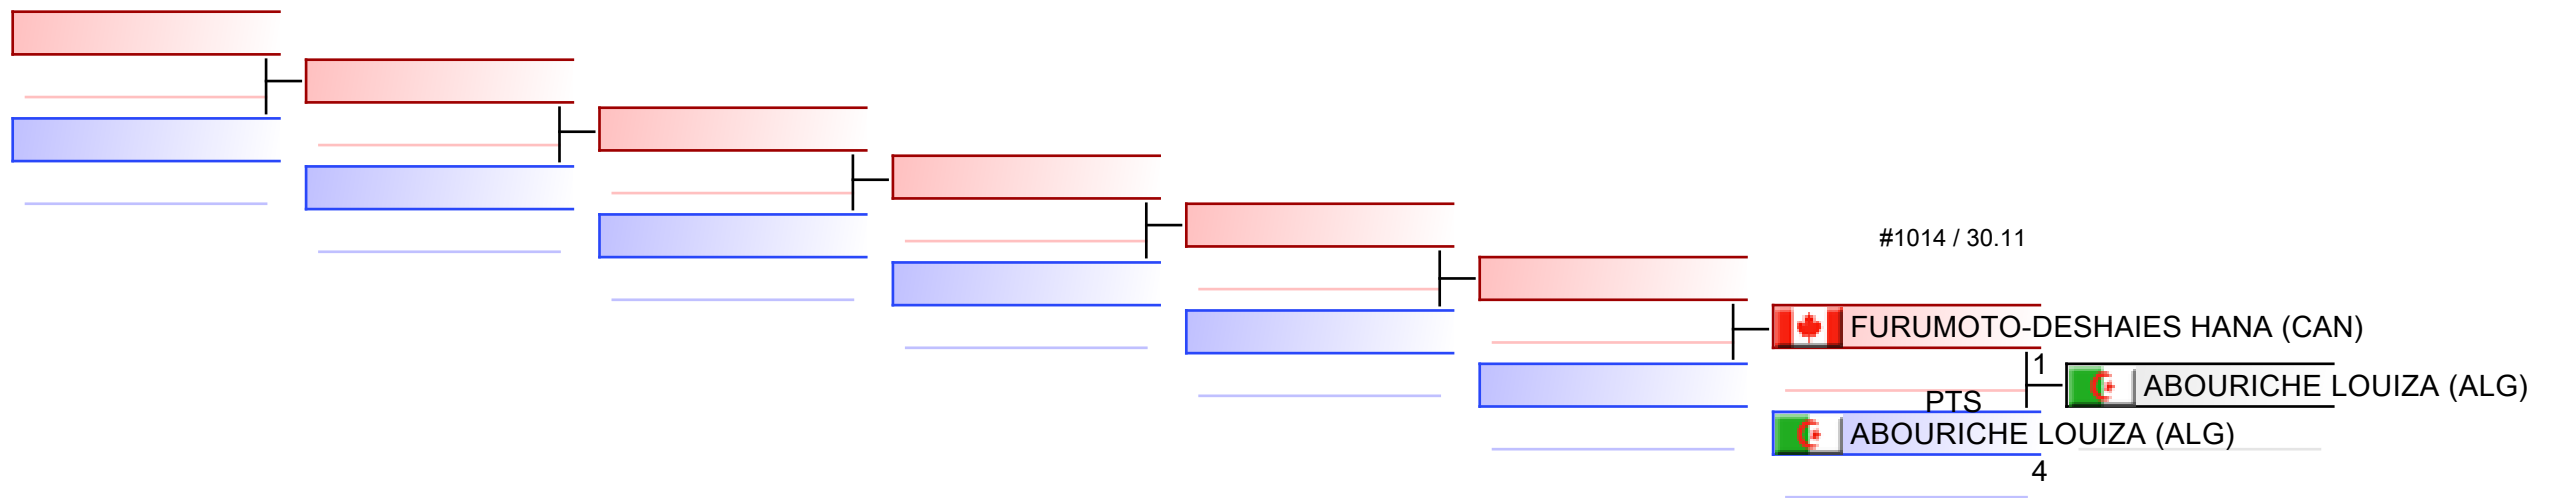 #1014 / 30.11
FURUMOTO-DESHAIES HANA (CAN)
1
ABOURICHE LOUIZA (ALG)
PTS
ABOURICHE LOUIZA (ALG)
4